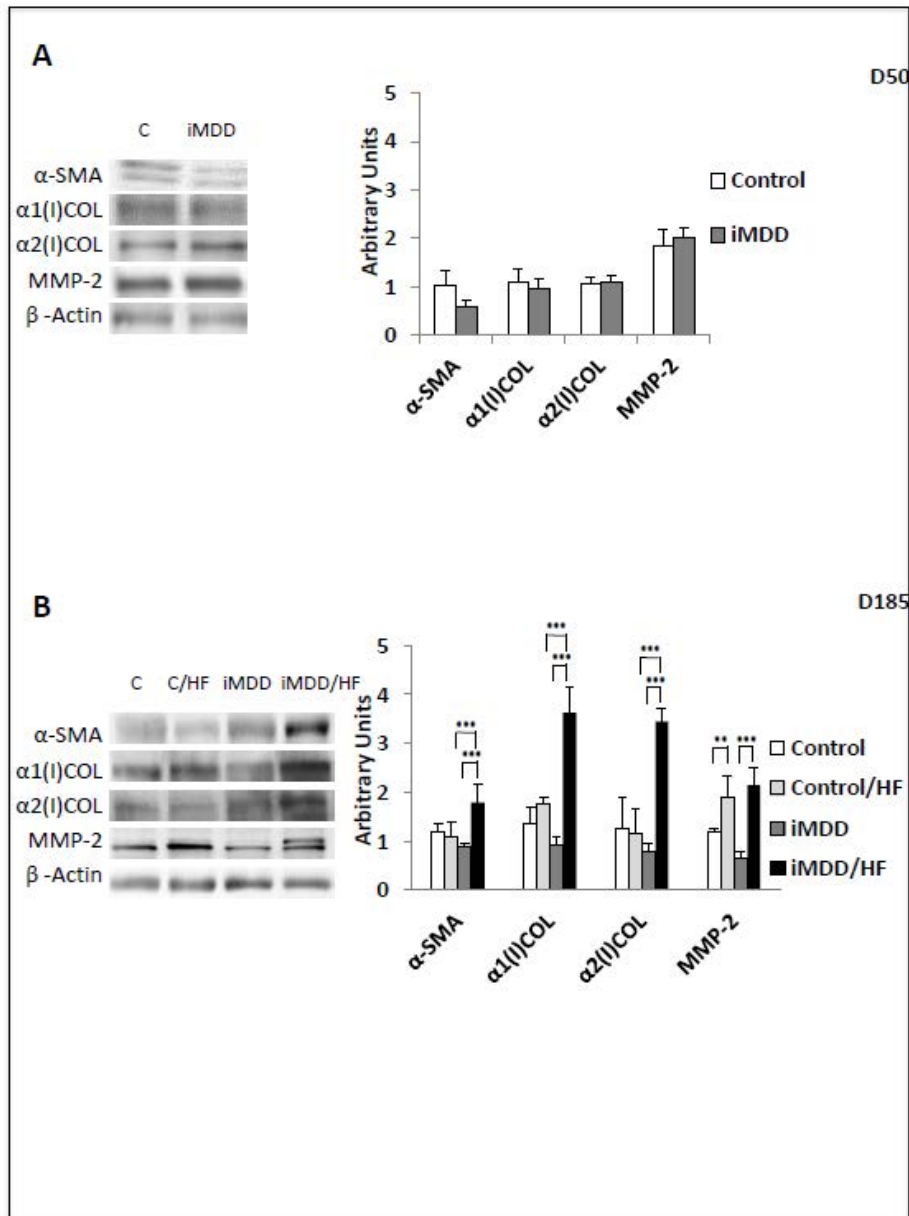 A
D50
C iMDD
α-SMA
α1(I)COL
α2(I)COL
MMP-2
β -Actin
Arbitrary Units
5
4
3
2
1
0
α-SMA
α1(I)COL
α2(I)COL
MMP-2
Control
iMDD
B
D185
C C/HF iMDD iMDD/HF
α-SMA
α1(I)COL
α2(I)COL
MMP-2
β -Actin
Arbitrary Units
5
4
3
2
1
0
***
***
***
***
***
***
** ***
α-SMA
α1(I)COL
α2(I)COL
MMP-2
Control
Control/HF
iMDD
iMDD/HF